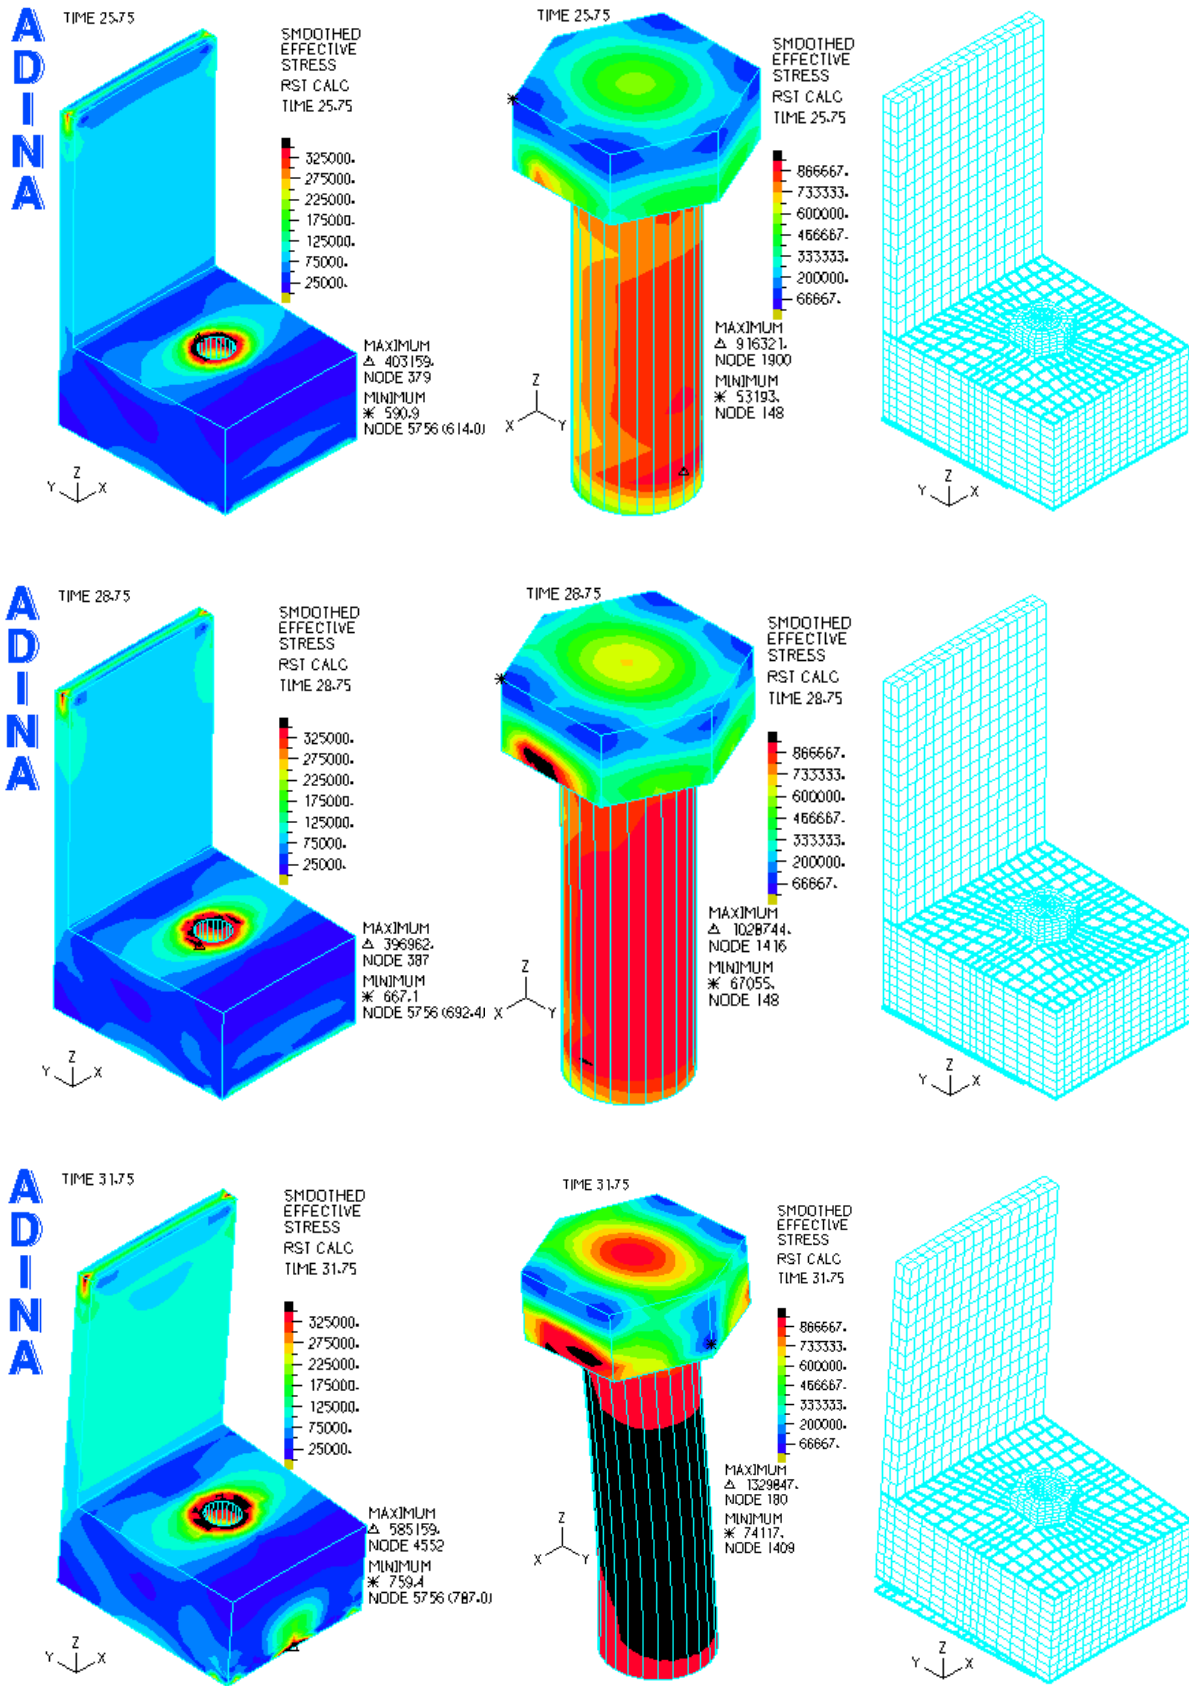 ADINA
TIME 25.75
SMOOTHED
EFFECTIVE
STRESS
RST CALC
TIME 25.75
325000.
275000.
225000.
175000.
125000.
75000.
25000.
MAXIMUM
△ 403159.
NODE 379
MINIMUM
✳ 590.9
NODE 5756 (614.0)
Z
Y X
TIME 25.75
SMOOTHED
EFFECTIVE
STRESS
RST CALC
TIME 25.75
866667.
733333.
600000.
466667.
333333.
200000.
66667.
MAXIMUM
△ 916321.
NODE 1900
MINIMUM
✳ 53193.
NODE 148
Z
X Y
Z
Y X
ADINA
TIME 28.75
SMOOTHED
EFFECTIVE
STRESS
RST CALC
TIME 28.75
325000.
275000.
225000.
175000.
125000.
75000.
25000.
MAXIMUM
△ 396962.
NODE 387
MINIMUM
✳ 667.1
NODE 5756 (692.4)
Z
Y X
TIME 28.75
SMOOTHED
EFFECTIVE
STRESS
RST CALC
TIME 28.75
866667.
733333.
600000.
466667.
333333.
200000.
66667.
MAXIMUM
△ 1028744.
NODE 1416
MINIMUM
✳ 67055.
NODE 148
Z
X Y
Z
Y X
ADINA
TIME 31.75
SMOOTHED
EFFECTIVE
STRESS
RST CALC
TIME 31.75
325000.
275000.
225000.
175000.
125000.
75000.
25000.
MAXIMUM
△ 585159.
NODE 4552
MINIMUM
✳ 759.4
NODE 5756 (787.0)
Z
Y X
TIME 31.75
SMOOTHED
EFFECTIVE
STRESS
RST CALC
TIME 31.75
866667.
733333.
600000.
466667.
333333.
200000.
66667.
MAXIMUM
△ 1329847.
NODE 180
MINIMUM
✳ 74117.
NODE 1409
Z
X Y
Z
Y X